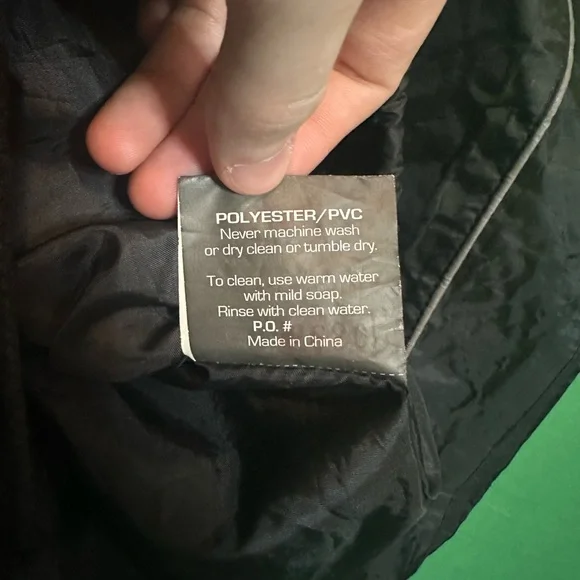 POLYESTER/PVC
Never machine wash
or dry clean or tumble dry.
To clean, use warm water
with mild soap.
Rinse with clean water.
P.O. #
Made in China